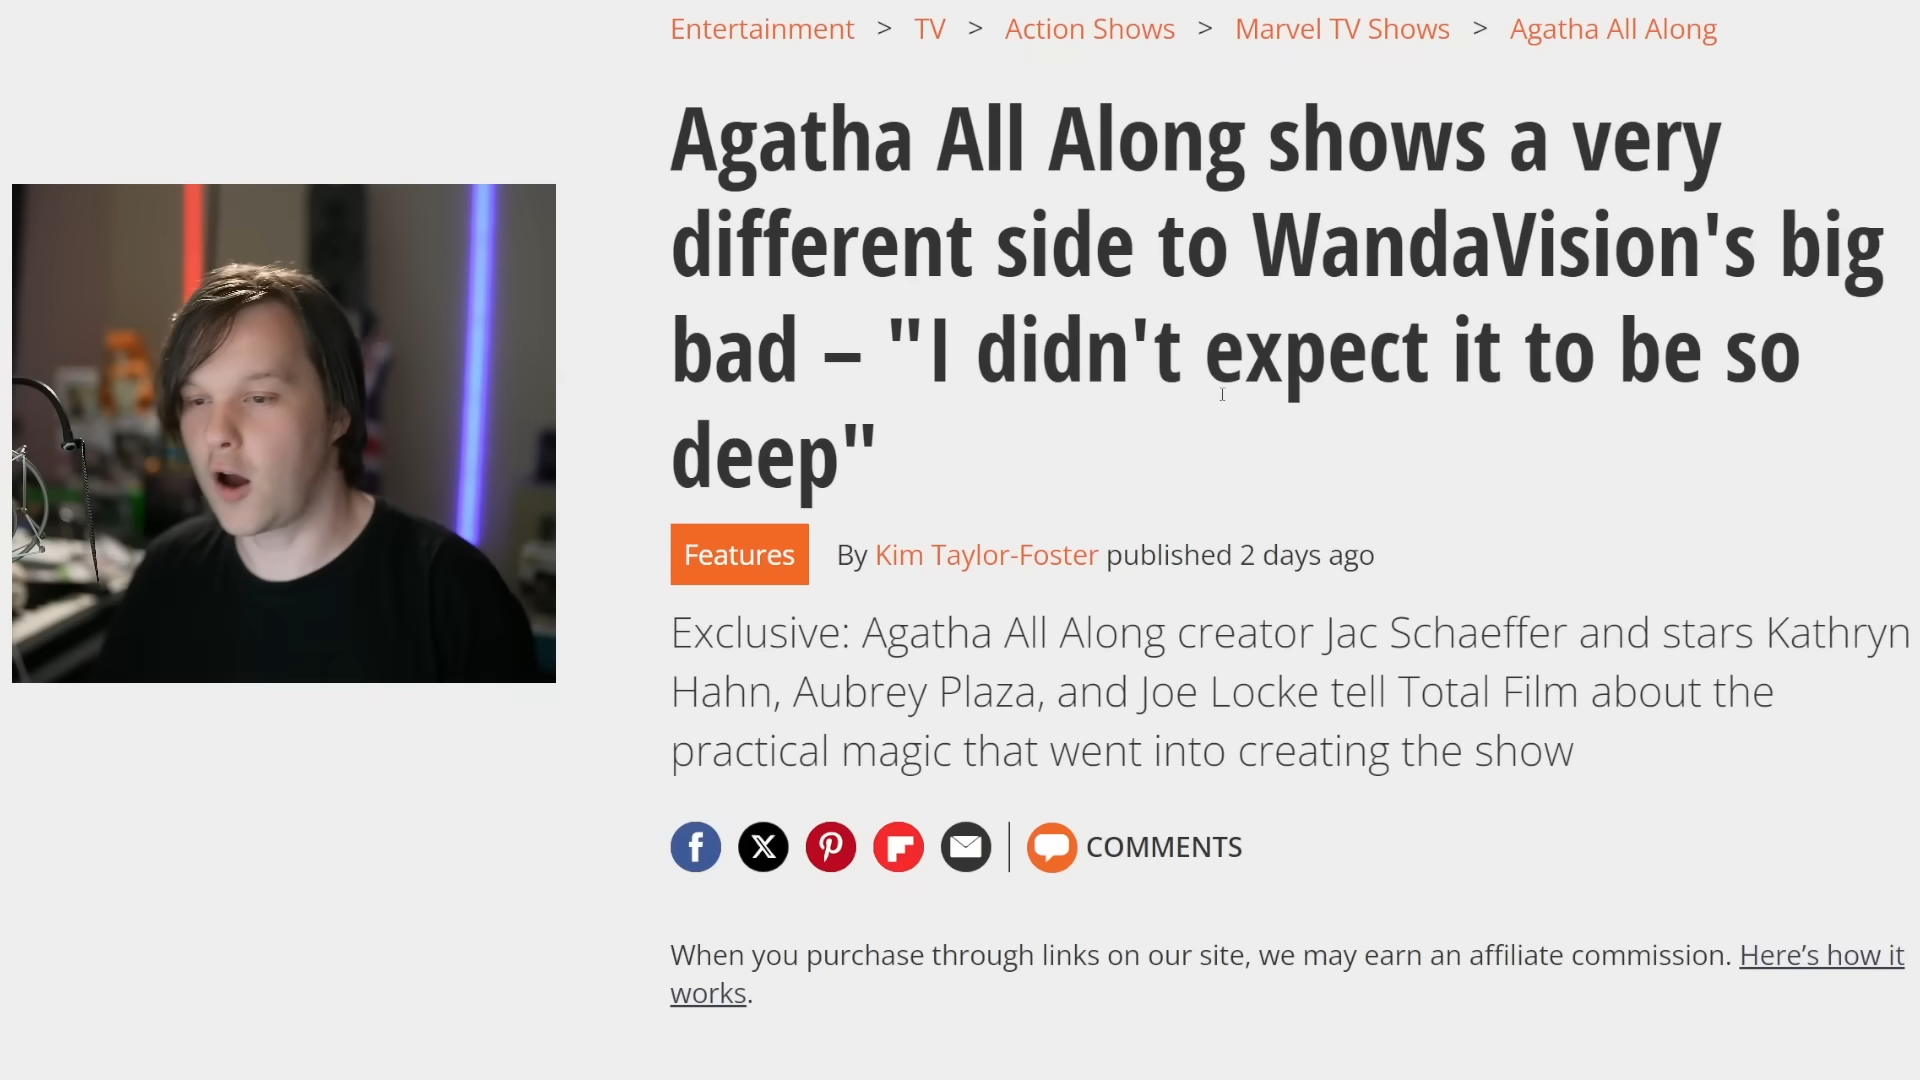 Entertainment > TV > Action Shows > Marvel TV Shows > Agatha All Along
Agatha All Along shows a very
different side to WandaVision's big
bad – "I didn't expect it to be so
deep"
Features By Kim Taylor-Foster published 2 days ago
Exclusive: Agatha All Along creator Jac Schaeffer and stars Kathryn
Hahn, Aubrey Plaza, and Joe Locke tell Total Film about the
practical magic that went into creating the show
COMMENTS
When you purchase through links on our site, we may earn an affiliate commission. Here’s how it
works.